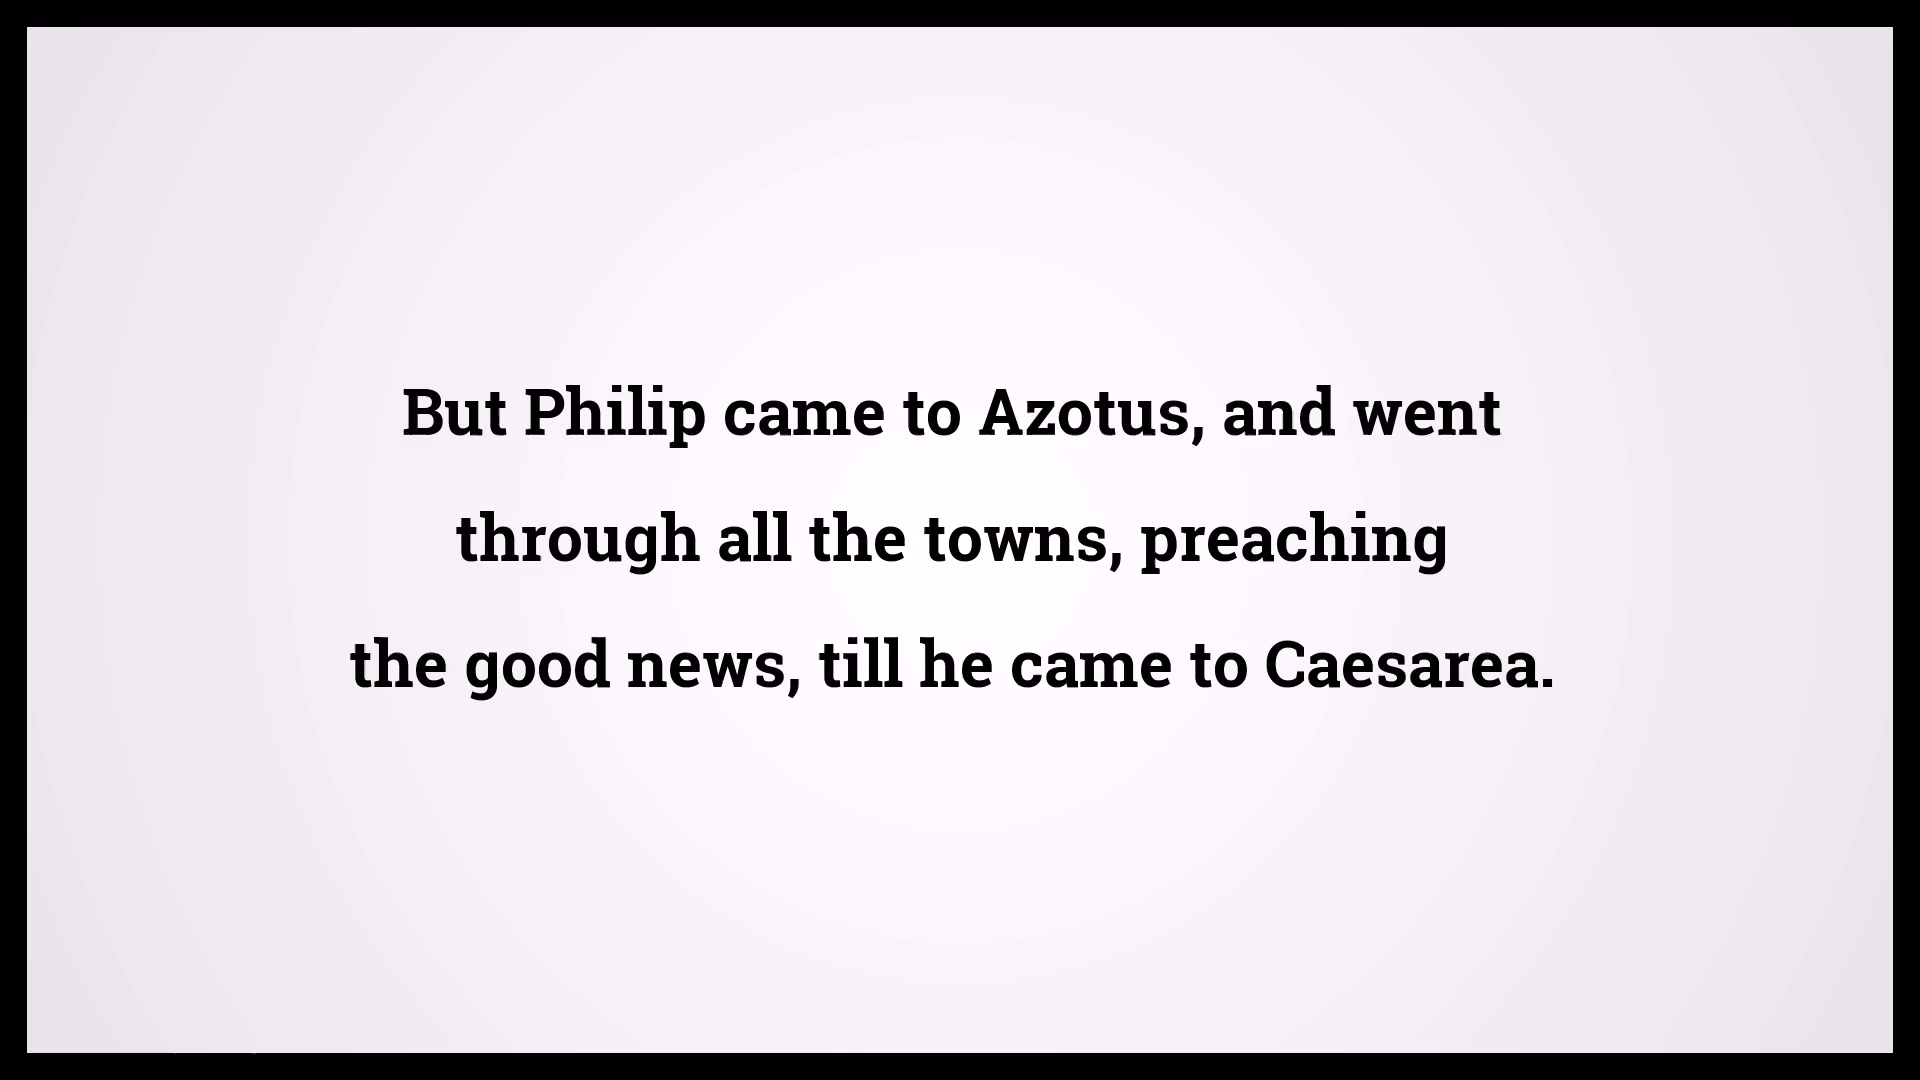 But Philip came to Azotus, and went
through all the towns, preaching
the good news, till he came to Caesarea.